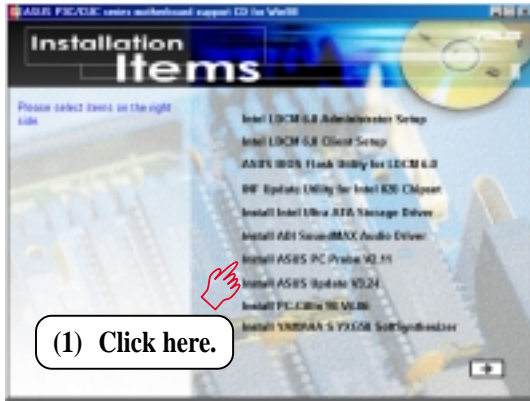 ASUS P3C/CUC series motherboard support CD for Win98
Installation
Items
Please select items on the right
side.
Intel LDCM 6.0 Administrator Setup
Intel LDCM 6.0 Client Setup
ASUS BIOS Flash Utility for LDCM 6.0
INF Update Utility for Intel 820 Chipset
Install Intel Ultra ATA Storage Driver
Install ADI SoundMAX Audio Driver
Install ASUS PC Probe V2.11
Install ASUS Update V3.24
Install PC-Cillin 98 V6.06
Install YAMAHA S-YXG50 SoftSynthesizer
(1) Click here.